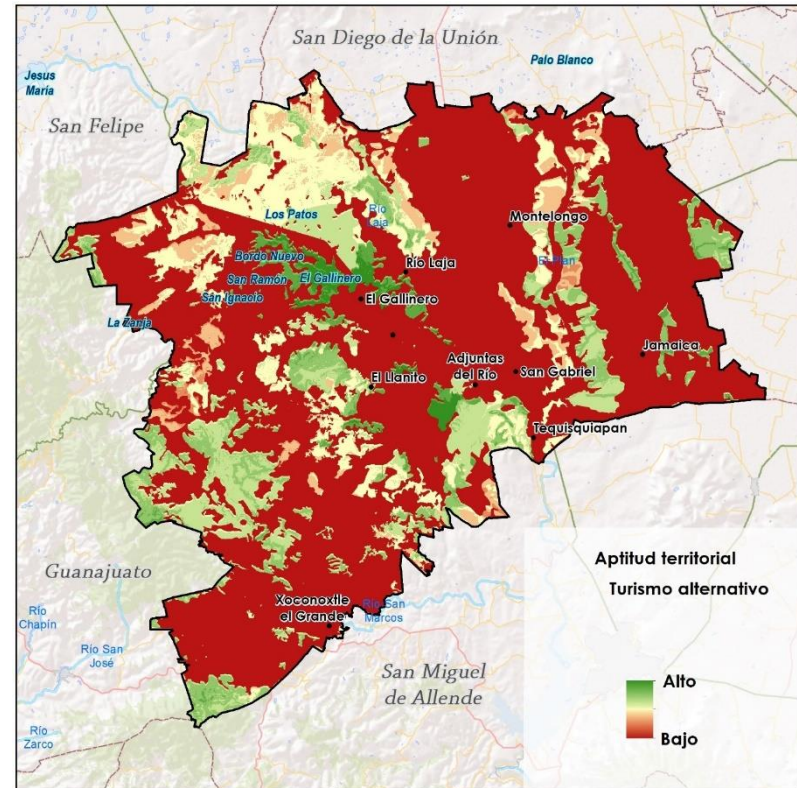 San Diego de la Unión
Palo Blanco
Jesus
María
San Felipe
Los Patos
Río
Laja
Montelongo
Bordo Nuevo
Río Laja
El Plan
San Ramón
El Gallinero
San Ignacio
El Gallinero
La Zanja
Jamaica
Adjuntas
del Río
San Gabriel
El Llanito
Tequisquiapan
Aptitud territorial
Turismo alternativo
Guanajuato
Río
Chapín
Río San
José
Xoconoxtle
el Grande
Río San
Marcos
San Miguel
de Allende
Río
Zarco
Alto
Bajo